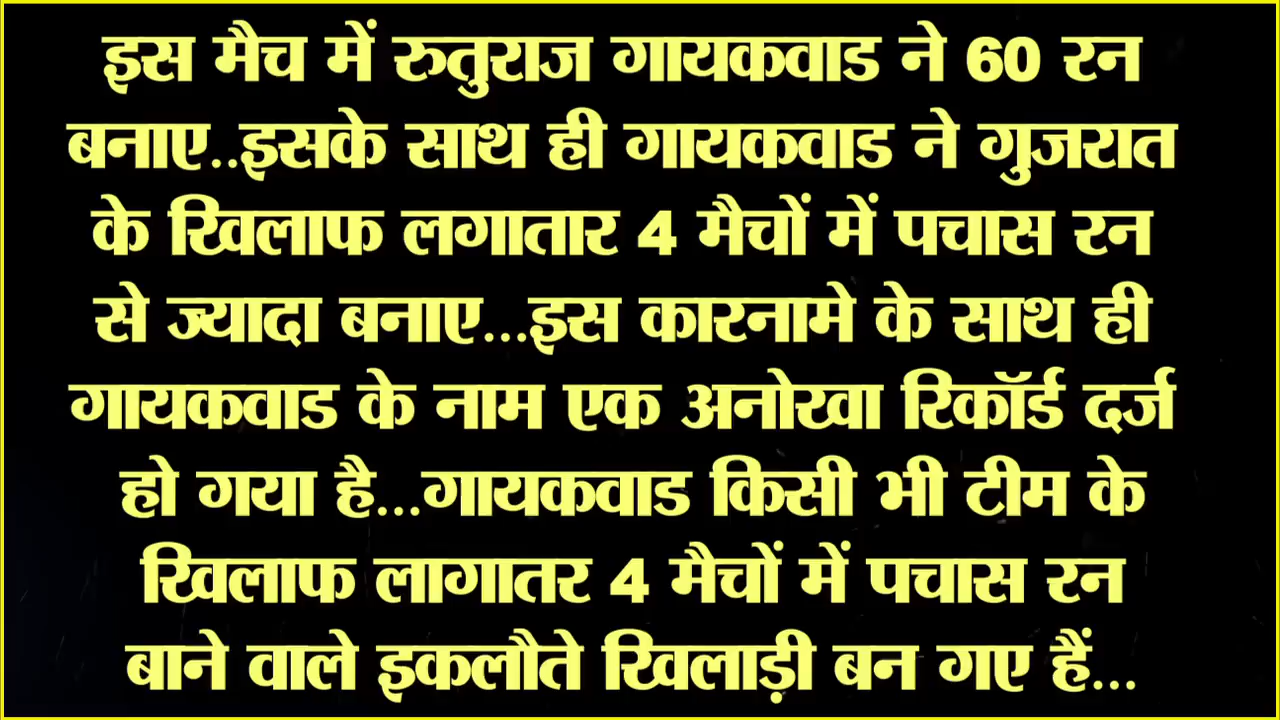 इस मैच में रुतुराज गायकवाड ने 60 रन
बनाए..इसके साथ ही गायकवाड ने गुजरात
के खिलाफ लगातार 4 मैचों में पचास रन
से ज्यादा बनाए...इस कारनामे के साथ ही
गायकवाड के नाम एक अनोखा रिकॉर्ड दर्ज
हो गया है...गायकवाड किसी भी टीम के
खिलाफ लागातर 4 मैचों में पचास रन
बाने वाले इकलौते खिलाड़ी बन गए हैं...